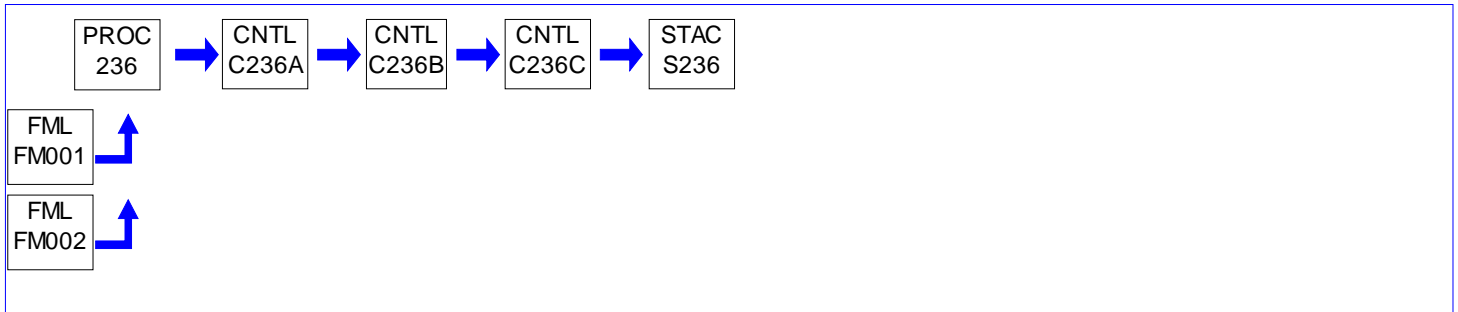 PROC
236
CNTL
C236A
CNTL
C236B
CNTL
C236C
STAC
S236
FML
FM001
FML
FM002